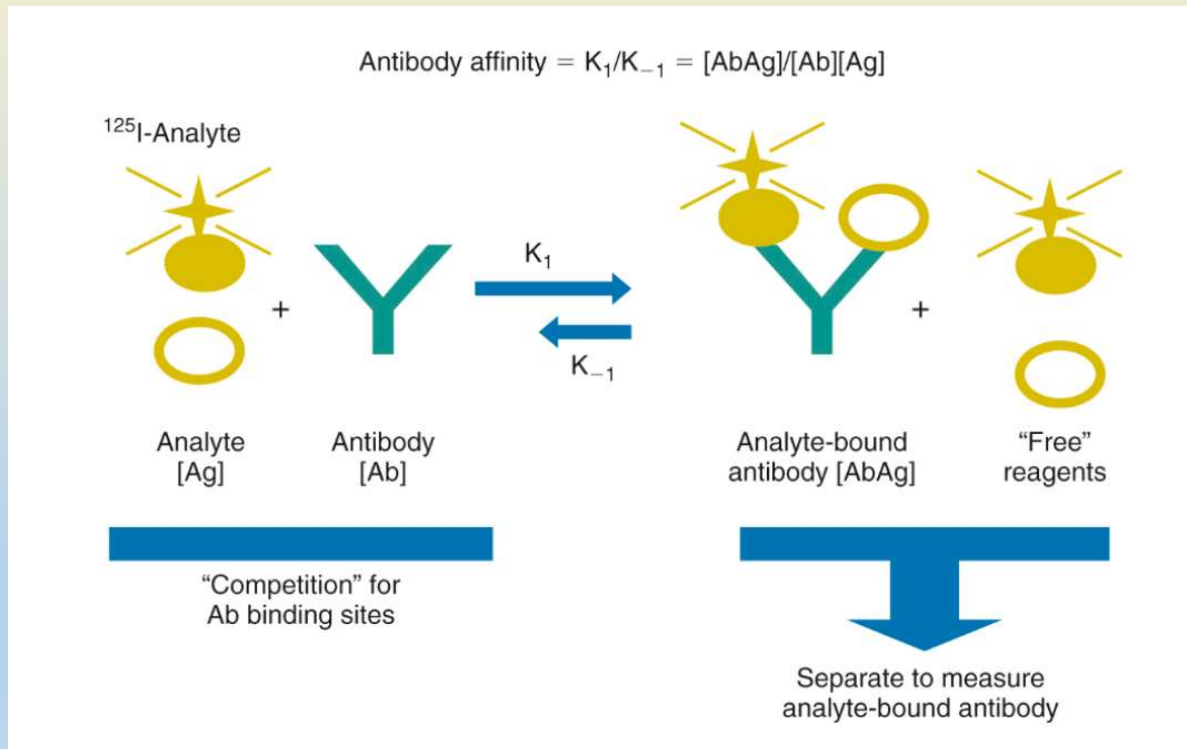 Antibody affinity = K₁/K₋₁ = [AbAg]/[Ab][Ag]
¹²⁵I-Analyte
+
K₁
K₋₁
+
Analyte
[Ag]
Antibody
[Ab]
Analyte-bound
antibody [AbAg]
“Free”
reagents
“Competition” for
Ab binding sites
Separate to measure
analyte-bound antibody